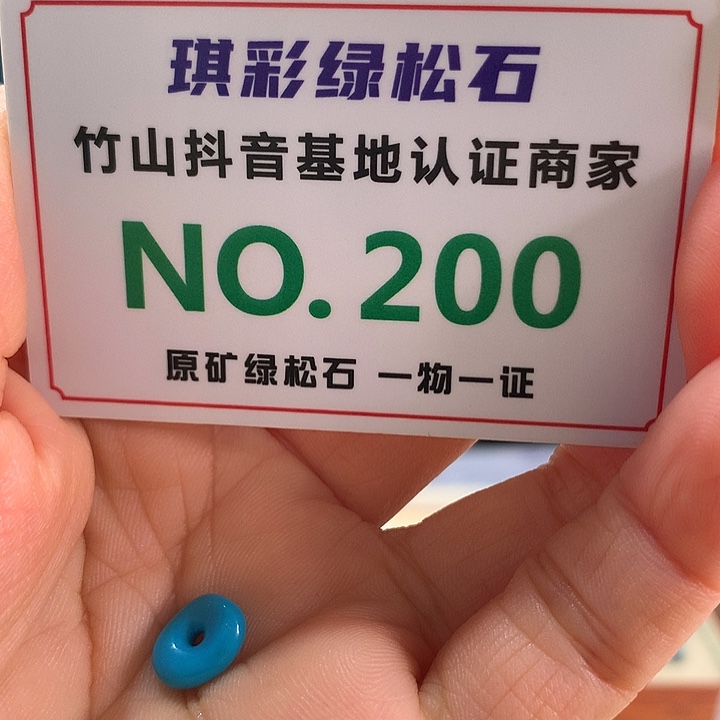 琪彩绿松石
竹山抖音基地认证商家
NO.200
原矿绿松石 一物一证